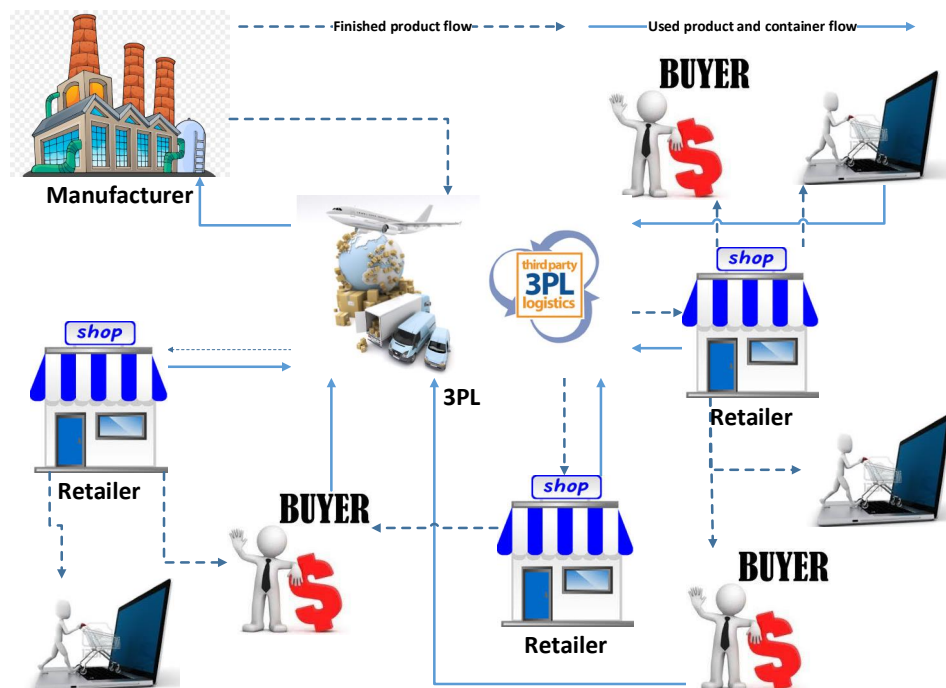 Finished product flow
Used product and container flow
BUYER
Manufacturer
third party
3PL
logistics
shop
shop
3PL
Retailer
Retailer
shop
BUYER
BUYER
Retailer